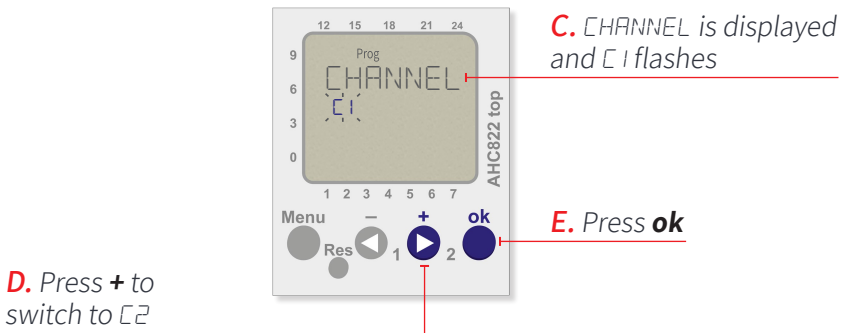 C. CHANNEL is displayed
and C1 flashes
12 15 18 21 24
9
6
3
0
Prog
CHANNEL
C1
AHC822 top
1 2 3 4 5 6 7
Menu − + ok
Res 1 2
E. Press ok
D. Press + to
switch to C2